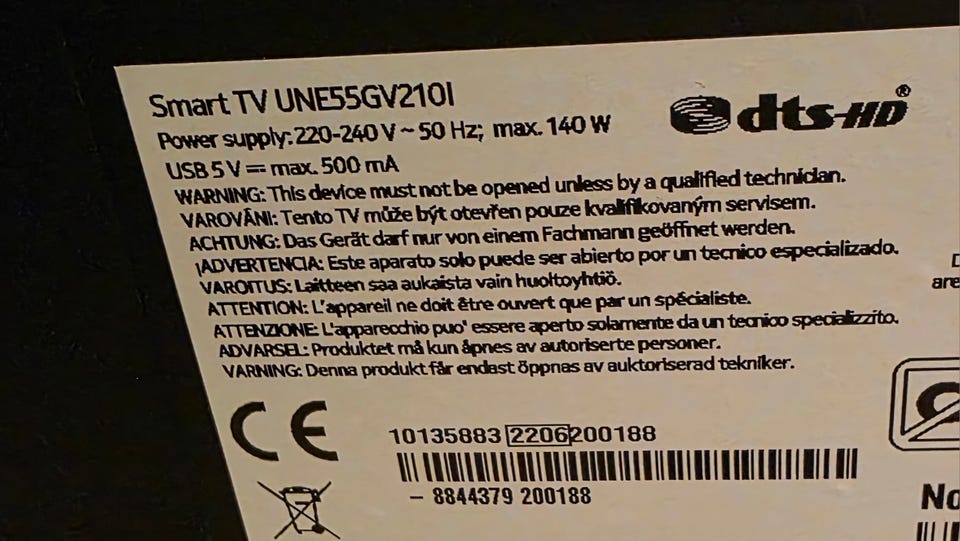 Smart TV UNE55GV210I
dts-HD®
Power supply: 220-240 V ~ 50 Hz; max. 140 W
USB 5 V ⎓ max. 500 mA
WARNING: This device must not be opened unless by a qualified technician.
VAROVÁNI: Tento TV může být otevřen pouze kvalifikovaným servisem.
ACHTUNG: Das Gerät darf nur von einem Fachmann geöffnet werden.
¡ADVERTENCIA: Este aparato solo puede ser abierto por un tecnico especializado.
VAROITUS: Laitteen saa aukaista vain huoltoyhtiö.
ATTENTION: L'appareil ne doit être ouvert que par un spécialiste.
ATTENZIONE: L'apparecchio puo' essere aperto solamente da un tecnico specializzito.
ADVARSEL: Produktet må kun åpnes av autoriserte personer.
VARNING: Denna produkt får endast öppnas av auktoriserad tekniker.
CE
10135883 2206200188
- 8844379 200188